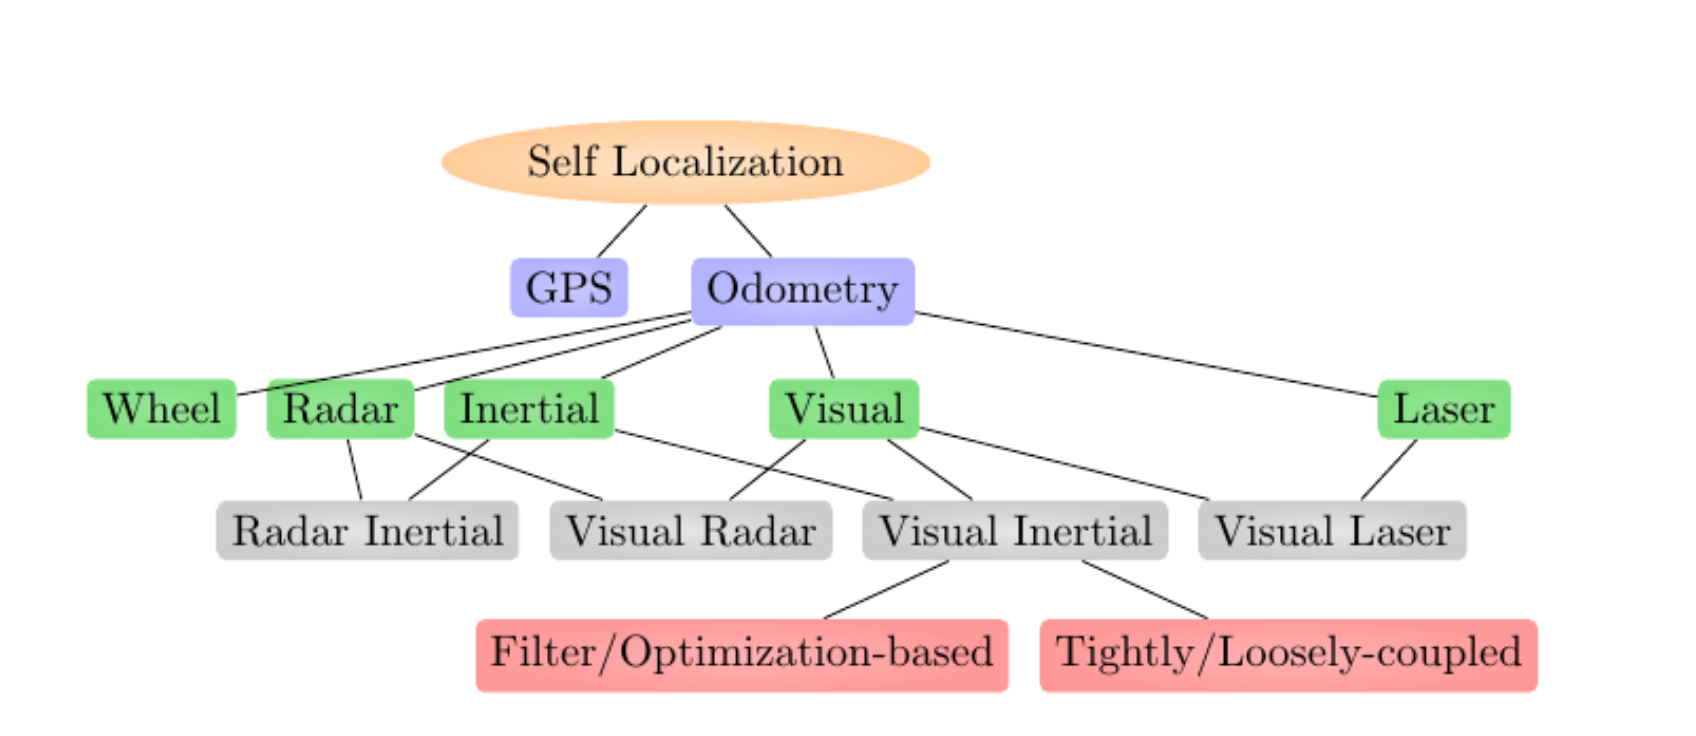 Self Localization
GPS
Odometry
Wheel
Radar
Inertial
Visual
Laser
Radar Inertial
Visual Radar
Visual Inertial
Visual Laser
Filter/Optimization-based
Tightly/Loosely-coupled